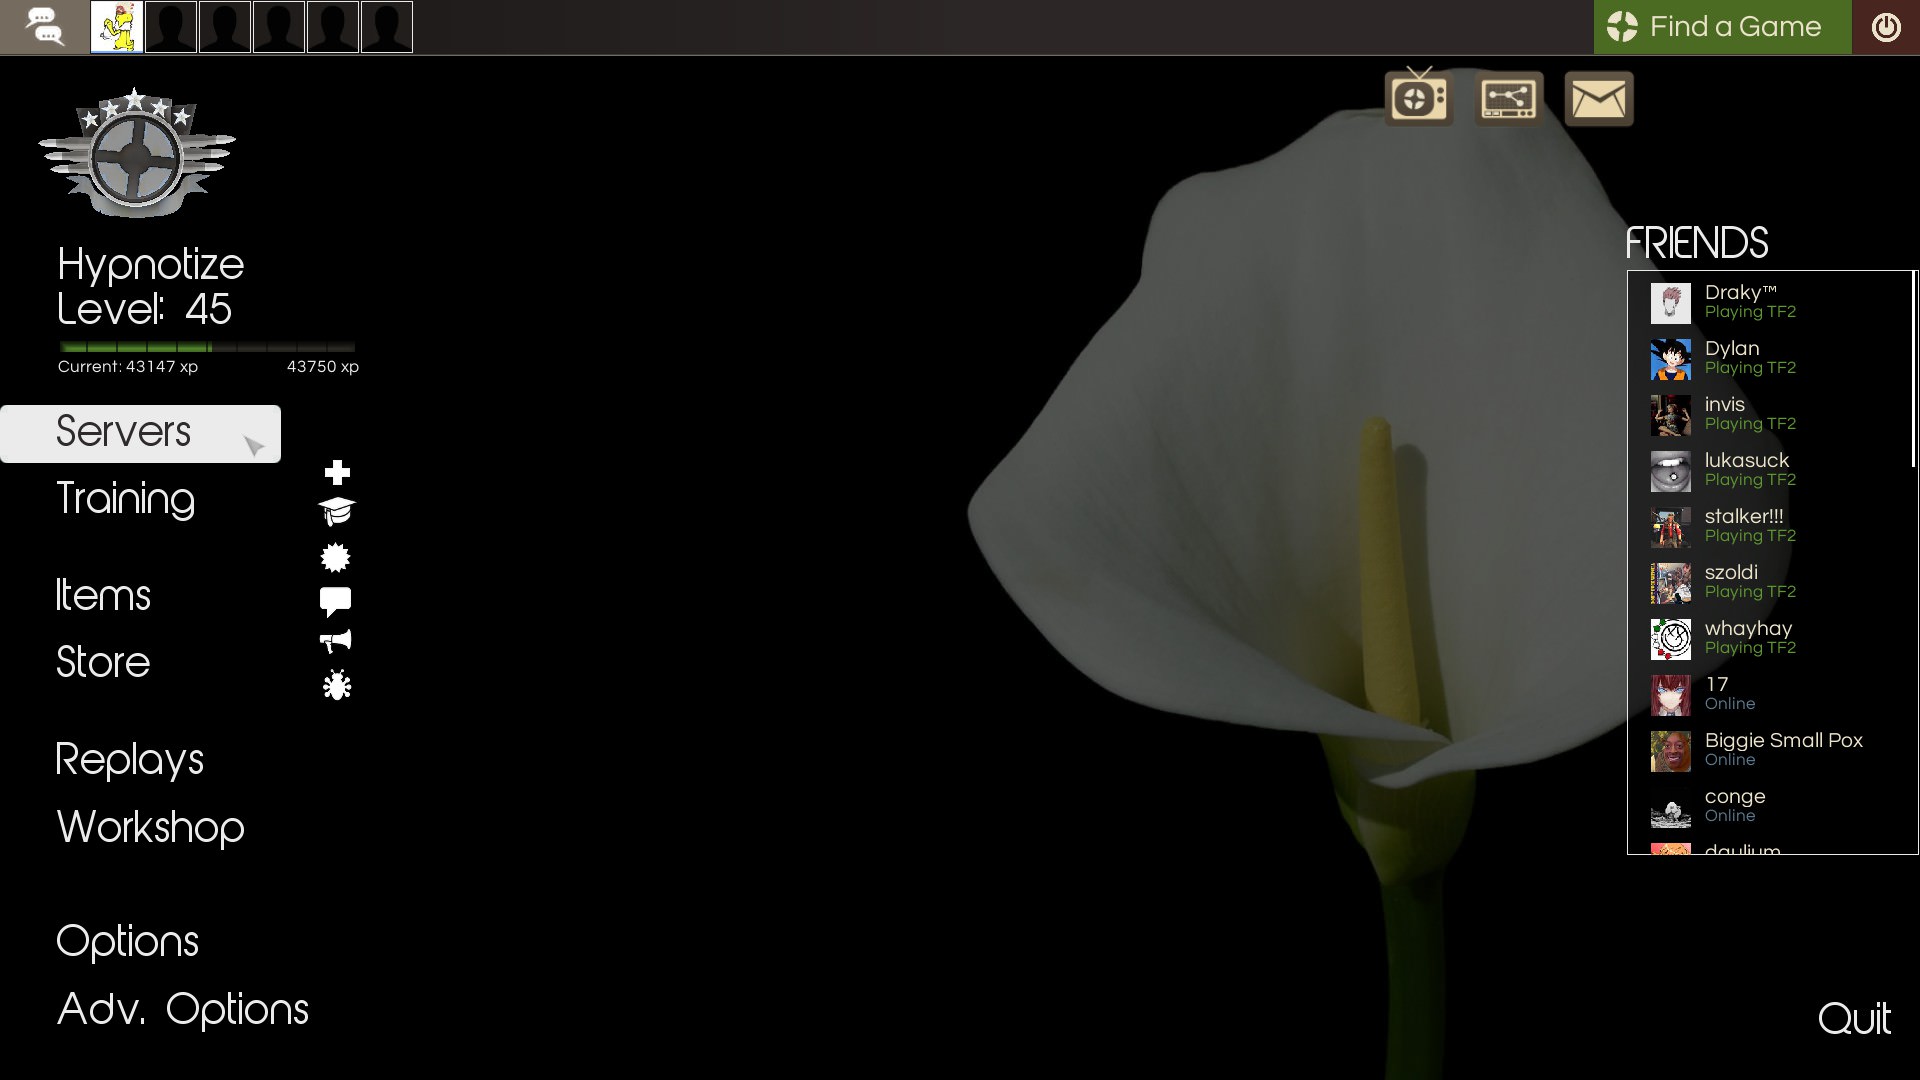 Find a Game
Hypnotize
Level: 45
Current: 43147 xp
43750 xp
Servers
Training
Items
Store
Replays
Workshop
Options
Adv. Options
FRIENDS
Draky™
Playing TF2
Dylan
Playing TF2
invis
Playing TF2
lukasuck
Playing TF2
stalker!!!
Playing TF2
szoldi
Playing TF2
whayhay
Playing TF2
17
Online
Biggie Small Pox
Online
conge
Online
Quit